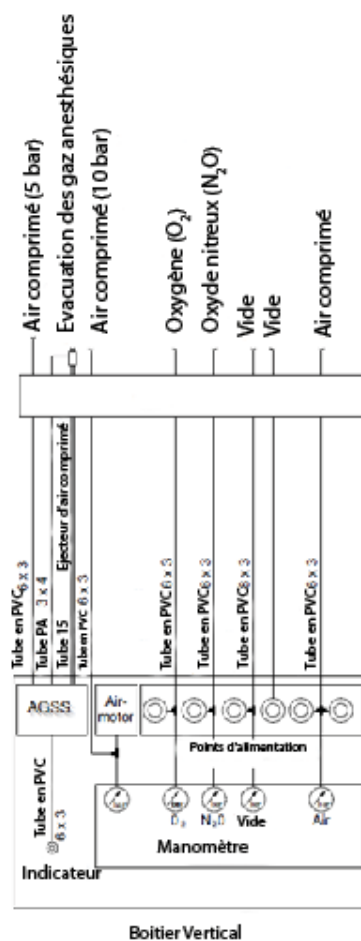 Air comprimé (5 bar)
Evacuation des gaz anesthésiques
Air comprimé (10 bar)
Oxygène (O₂)
Oxyde nitreux (N₂O)
Vide
Vide
Air comprimé
Tube en PVC 6 x 3
Tube PA 3 x 4
Tube 15
Ejecteur d'air comprimé
Tube en PVC 6 x 3
Tube en PVC 6 x 3
Tube en PVC 6 x 3
Tube en PVC 6 x 3
Tube en PVC 6 x 3
AGSS
Air-
motor
Points d'alimentation
Tube en PVC
6 x 3
O₂
N₂O
Vide
Air
Manomètre
Indicateur
Boitier Vertical